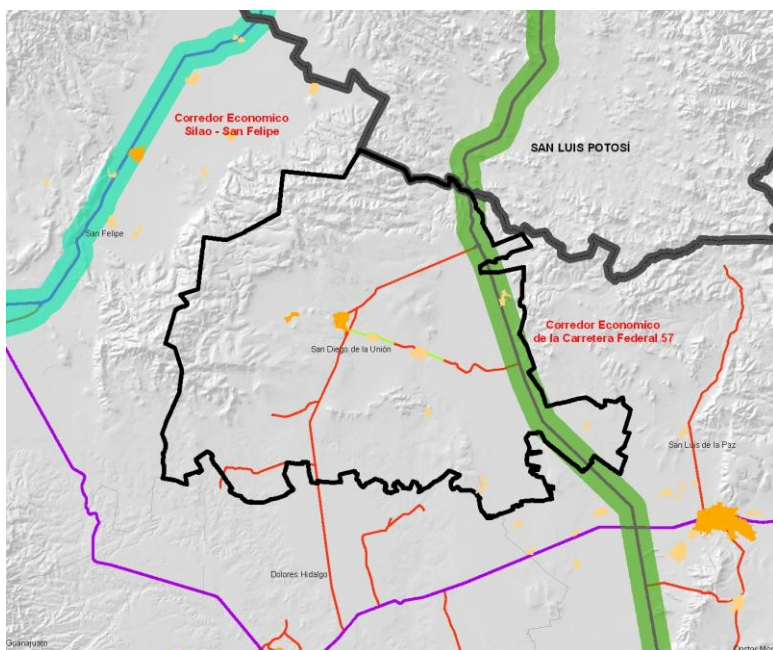 Corredor Economico
Silao - San Felipe
SAN LUIS POTOSÍ
San Felipe
Corredor Economico
de la Carretera Federal 57
San Diego de la Unión
San Luis de la Paz
Dolores Hidalgo
Guanajuato